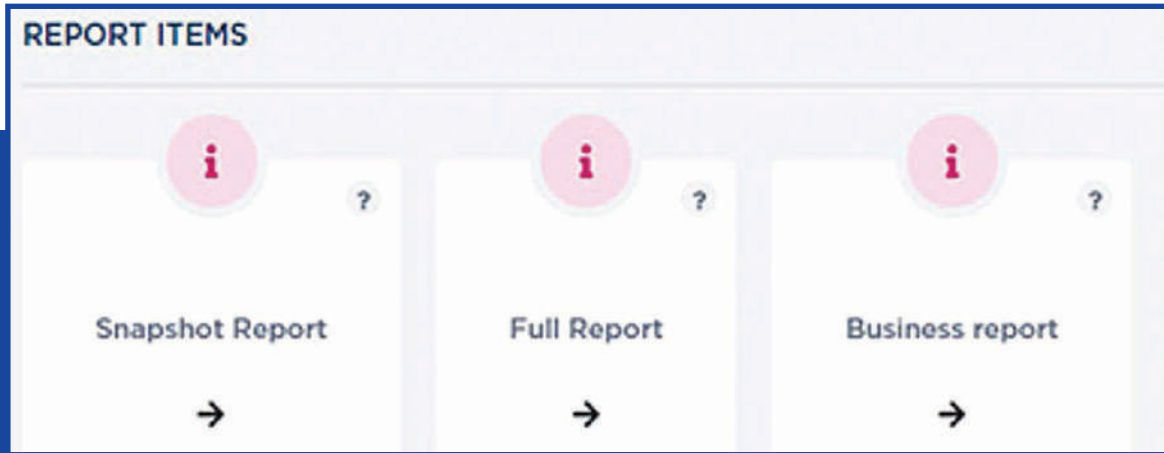 REPORT ITEMS
i i i
? ? ?
Snapshot Report Full Report Business report